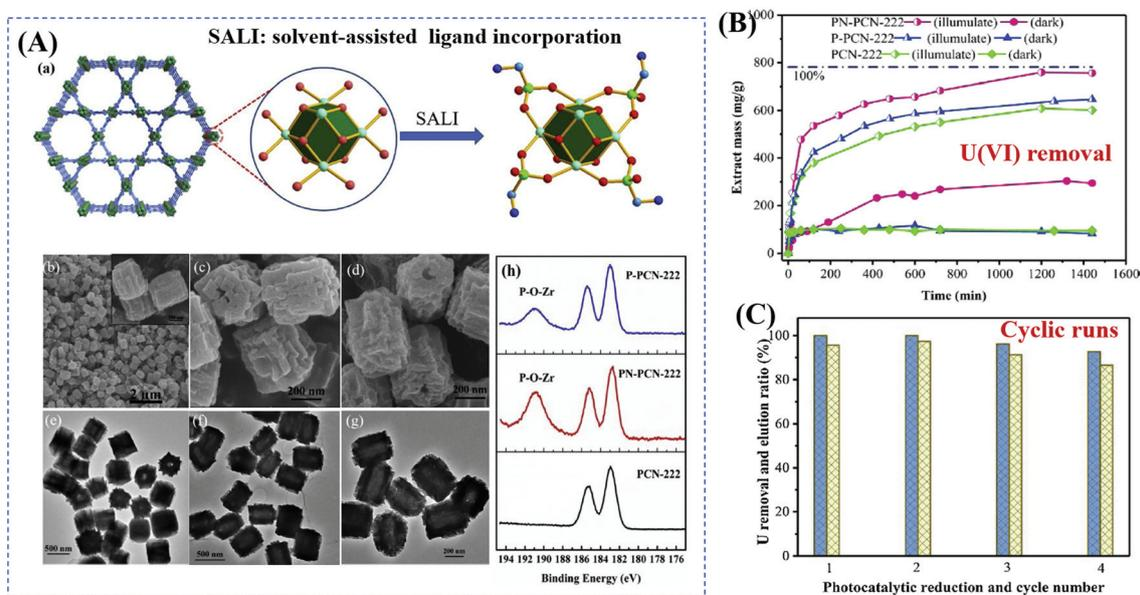 (A)
SALI: solvent-assisted ligand incorporation
(a)
SALI
(b)
2 μm
(c)
200 nm
(d)
200 nm
(e)
500 nm
(f)
500 nm
(g)
200 nm
(h)
P-PCN-222
P-O-Zr
PN-PCN-222
P-O-Zr
PCN-222
194 192 190 188 186 184 182 180 178 176
Binding Energy (eV)
(B)
PN-PCN-222 (illumulate) (dark)
P-PCN-222 (illumulate) (dark)
PCN-222 (illumulate) (dark)
100%
U(VI) removal
Extract mass (mg/g)
1000
800
600
400
200
0
0 200 400 600 800 1000 1200 1400 1600
Time (min)
(C)
Cyclic runs
U removal and elution ratio (%)
100
80
60
40
20
0
1 2 3 4
Photocatalytic reduction and cycle number